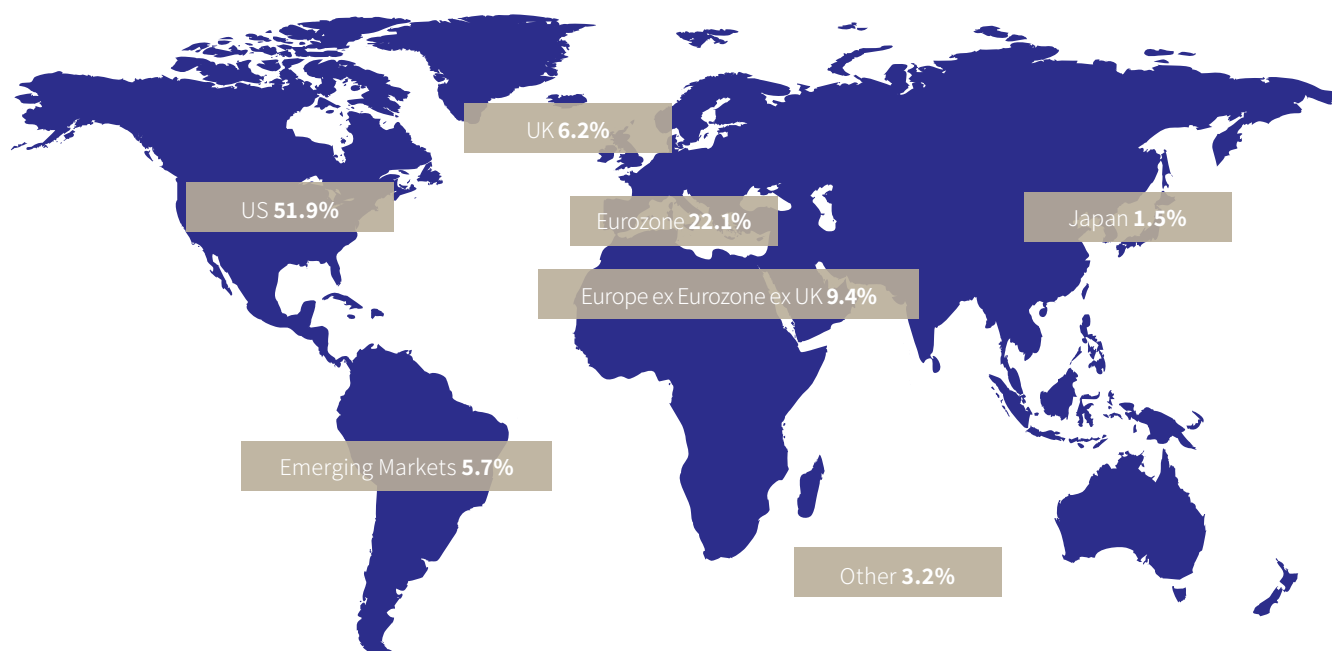 UK 6.2%
US 51.9%
Eurozone 22.1%
Japan 1.5%
Europe ex Eurozone ex UK 9.4%
Emerging Markets 5.7%
Other 3.2%